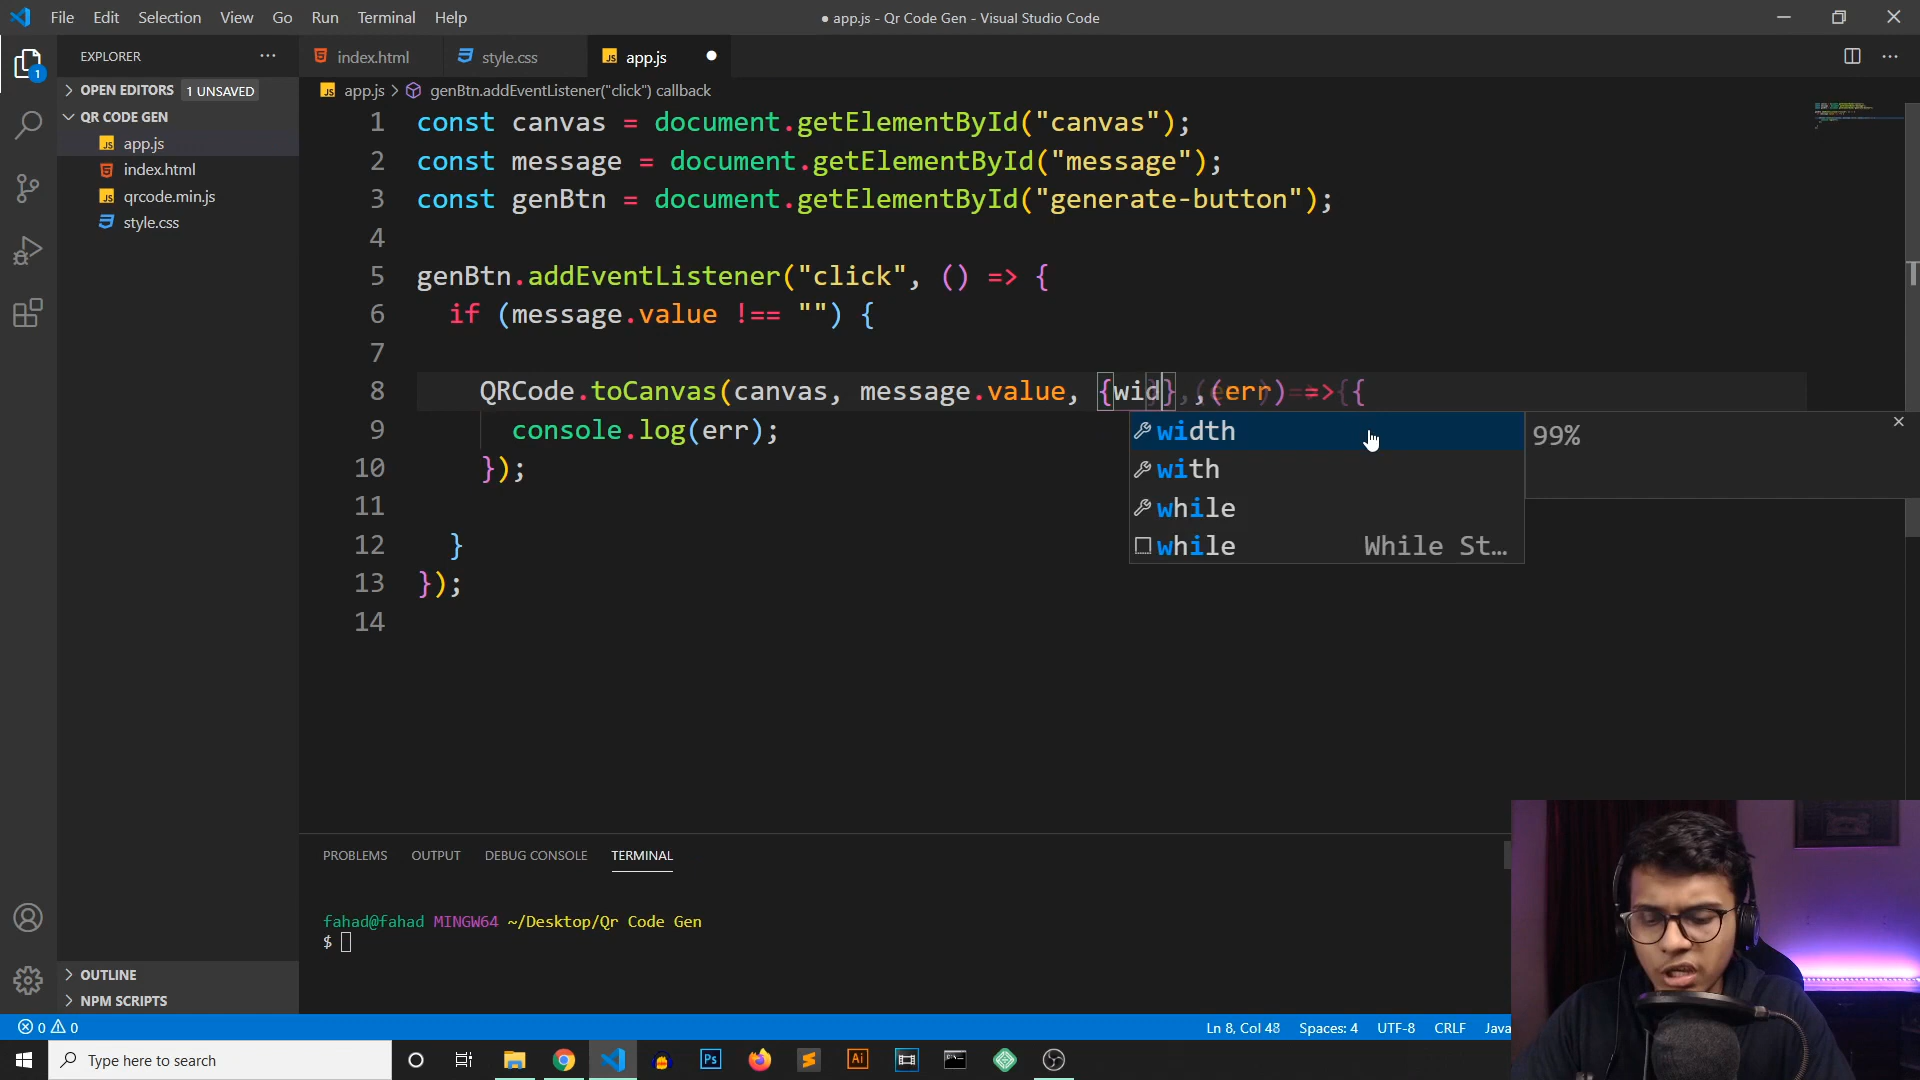 File Edit Selection View Go Run Terminal Help
● app.js - Qr Code Gen - Visual Studio Code
EXPLORER
OPEN EDITORS 1 UNSAVED
QR CODE GEN
app.js
index.html
qrcode.min.js
style.css
OUTLINE
NPM SCRIPTS
1
index.html style.css app.js
app.js > genBtn.addEventListener("click") callback
1 const canvas = document.getElementById("canvas");
2 const message = document.getElementById("message");
3 const genBtn = document.getElementById("generate-button");
4
5 genBtn.addEventListener("click", () => {
6 if (message.value !== "") {
7
8 QRCode.toCanvas(canvas, message.value, {wid} ,(err)=>{
9 console.log(err);
10 });
11
12 }
13 });
14
width
with
while
while While St...
99%
PROBLEMS OUTPUT DEBUG CONSOLE TERMINAL
fahad@fahad MINGW64 ~/Desktop/Qr Code Gen
$
0 0
Ln 8, Col 48 Spaces: 4 UTF-8 CRLF Java
Type here to search
Ps
Ai